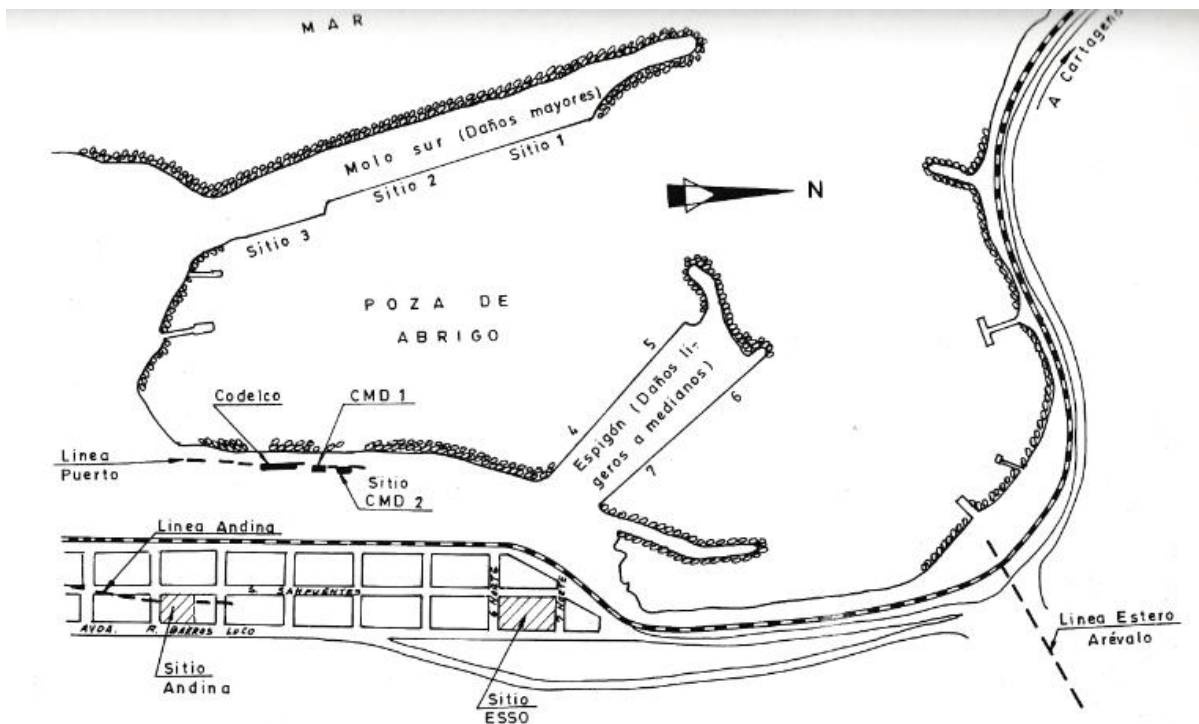 MAR
A Cartagena
Molo sur (Daños mayores)
Sitio 1
Sitio 2
Sitio 3
N
POZA DE
ABRIGO
5
4
Espigón (Daños li-
geros a medianos)
6
7
Codelco
CMD 1
Linea
Puerto
Sitio
CMD 2
Linea Andina
S. SANFUENTES
AVDA. R. BARROS LUCO
Sitio
Andina
Sitio
ESSO
Linea Estero
Arévalo